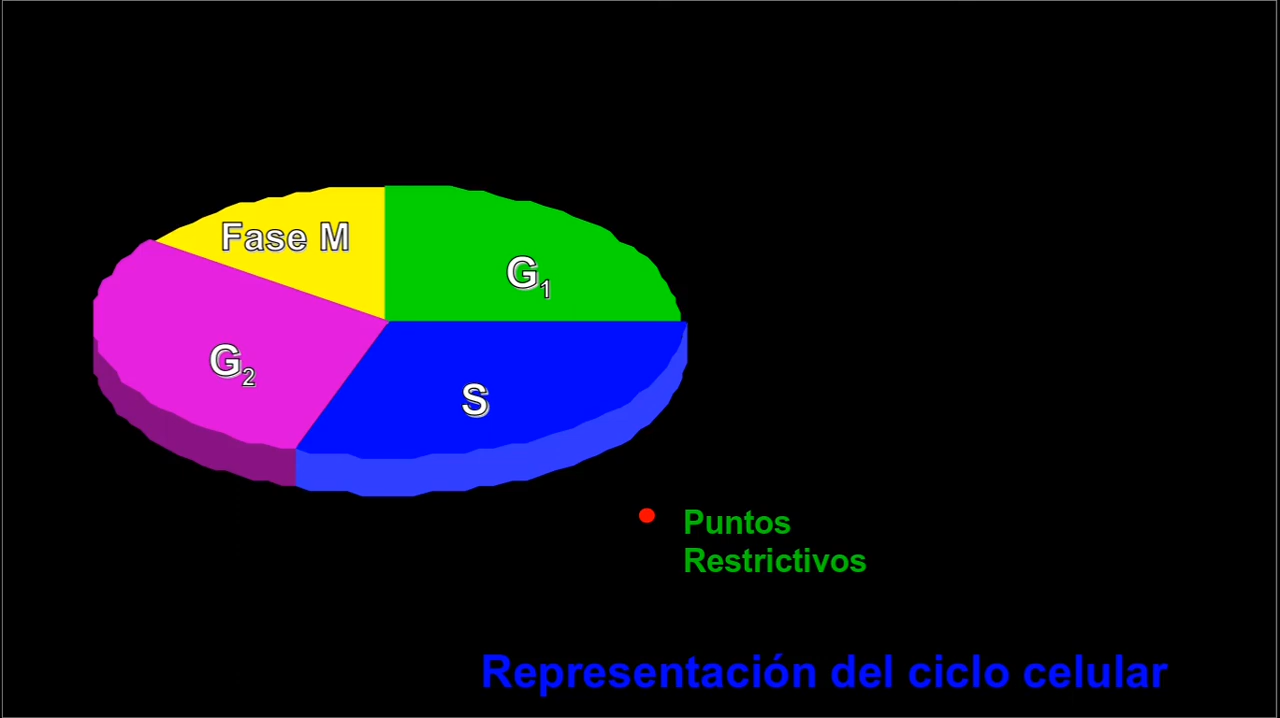 Fase M
G₁
G₂
S
Puntos
Restrictivos
Representación del ciclo celular